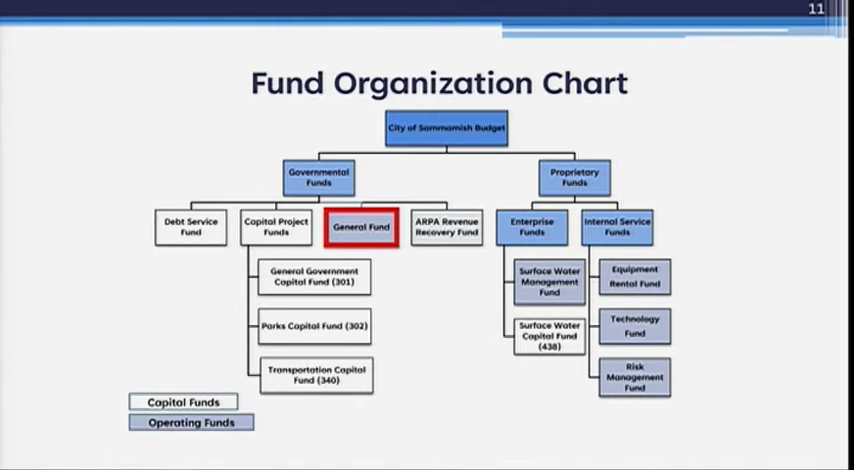 11
Fund Organization Chart
City of Sammamish Budget
Governmental
Funds
Proprietary
Funds
Debt Service
Fund
Capital Project
Funds
General Fund
ARPA Revenue
Recovery Fund
Enterprise
Funds
Internal Service
Funds
General Government
Capital Fund (301)
Parks Capital Fund (302)
Transportation Capital
Fund (340)
Surface Water
Management
Fund
Surface Water
Capital Fund
(438)
Equipment
Rental Fund
Technology
Fund
Risk
Management
Fund
Capital Funds
Operating Funds